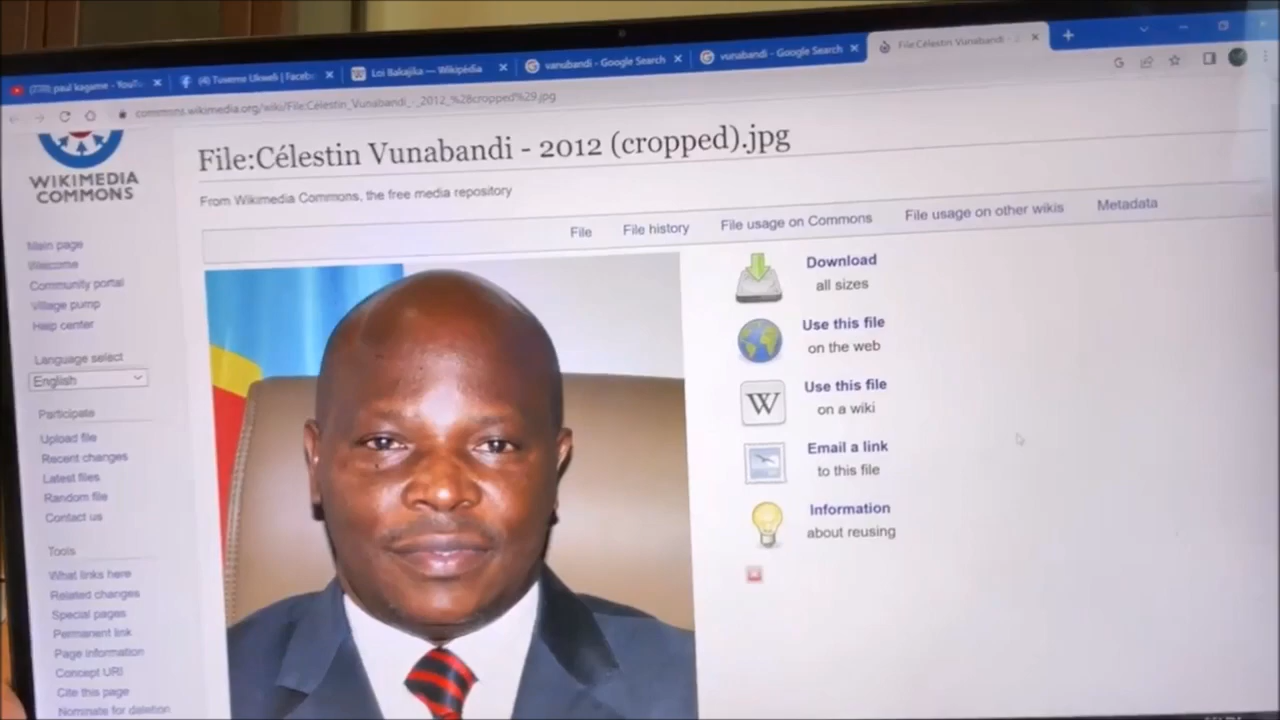 (770) paul kagame - YouTu
(4) Tuseme Ukweli | Faceb
Loi Bakajika — Wikipédia
vanubandi - Google Search
vunabandi - Google Search
File:Célestin Vunabandi -
commons.wikimedia.org/wiki/File:Célestin_Vunabandi_-_2012_%28cropped%29.jpg
WIKIMEDIA
COMMONS
File:Célestin Vunabandi - 2012 (cropped).jpg
From Wikimedia Commons, the free media repository
File
File history
File usage on Commons
File usage on other wikis
Metadata
Main page
Welcome
Community portal
Village pump
Help center
Language select
English
Participate
Upload file
Recent changes
Latest files
Random file
Contact us
Tools
What links here
Related changes
Special pages
Permanent link
Page information
Concept URI
Cite this page
Nominate for deletion
Download
all sizes
Use this file
on the web
W
Use this file
on a wiki
Email a link
to this file
Information
about reusing